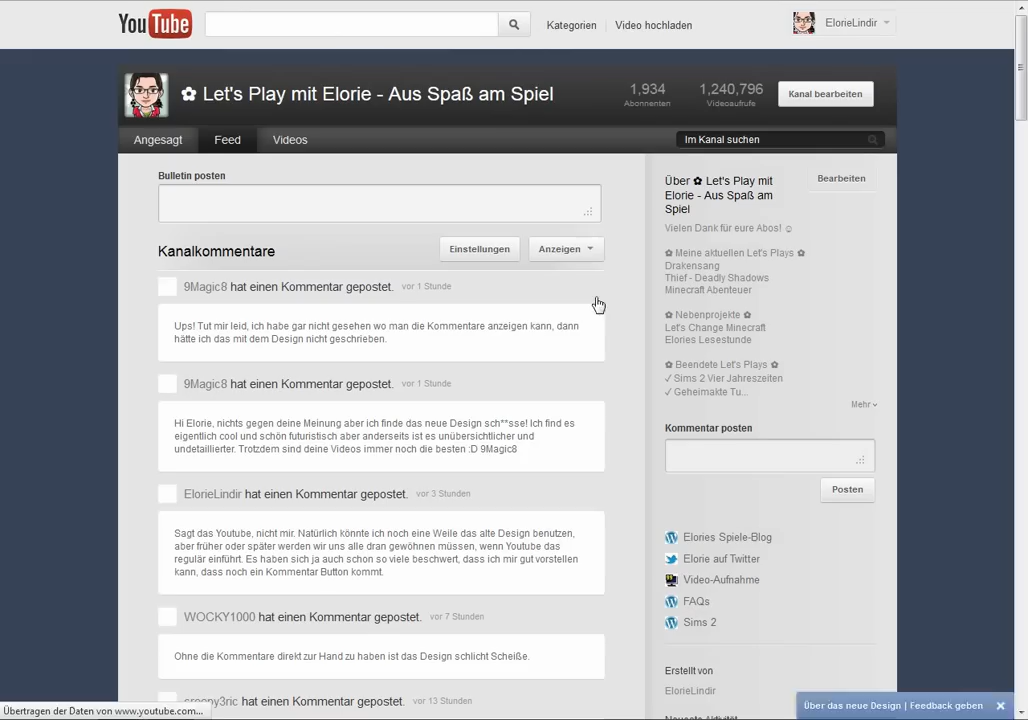 YouTube
Kategorien
Video hochladen
ElorieLindir
✿ Let's Play mit Elorie - Aus Spaß am Spiel
1,934
Abonnenten
1,240,796
Videoaufrufe
Kanal bearbeiten
Angesagt
Feed
Videos
Im Kanal suchen
Bulletin posten
Kanalkommentare
Einstellungen
Anzeigen
9Magic8 hat einen Kommentar gepostet. vor 1 Stunde
Ups! Tut mir leid, ich habe gar nicht gesehen wo man die Kommentare anzeigen kann, dann
hätte ich das mit dem Design nicht geschrieben.
9Magic8 hat einen Kommentar gepostet. vor 1 Stunde
Hi Elorie, nichts gegen deine Meinung aber ich finde das neue Design sch**sse! Ich find es
eigentlich cool und schön futuristisch aber anderseits ist es unübersichtlicher und
undetaillierter. Trotzdem sind deine Videos immer noch die besten :D 9Magic8
ElorieLindir hat einen Kommentar gepostet. vor 3 Stunden
Sagt das Youtube, nicht mir. Natürlich könnte ich noch eine Weile das alte Design benutzen,
aber früher oder später werden wir uns alle dran gewöhnen müssen, wenn Youtube das
regulär einführt. Es haben sich ja auch schon so viele beschwert, dass ich mir gut vorstellen
kann, dass noch ein Kommentar Button kommt.
WOCKY1000 hat einen Kommentar gepostet. vor 7 Stunden
Ohne die Kommentare direkt zur Hand zu haben ist das Design schlicht Scheiße.
creepy3ric hat einen Kommentar gepostet. vor 13 Stunden
Über ✿ Let's Play mit
Elorie - Aus Spaß am
Spiel
Bearbeiten
Vielen Dank für eure Abos! ☺
✿ Meine aktuellen Let's Plays ✿
Drakensang
Thief - Deadly Shadows
Minecraft Abenteuer
✿ Nebenprojekte ✿
Let's Change Minecraft
Elories Lesestunde
✿ Beendete Let's Plays ✿
✓ Sims 2 Vier Jahreszeiten
✓ Geheimakte Tu...
Mehr
Kommentar posten
Posten
Elories Spiele-Blog
Elorie auf Twitter
Video-Aufnahme
FAQs
Sims 2
Erstellt von
ElorieLindir
Über das neue Design | Feedback geben
Übertragen der Daten von www.youtube.com...